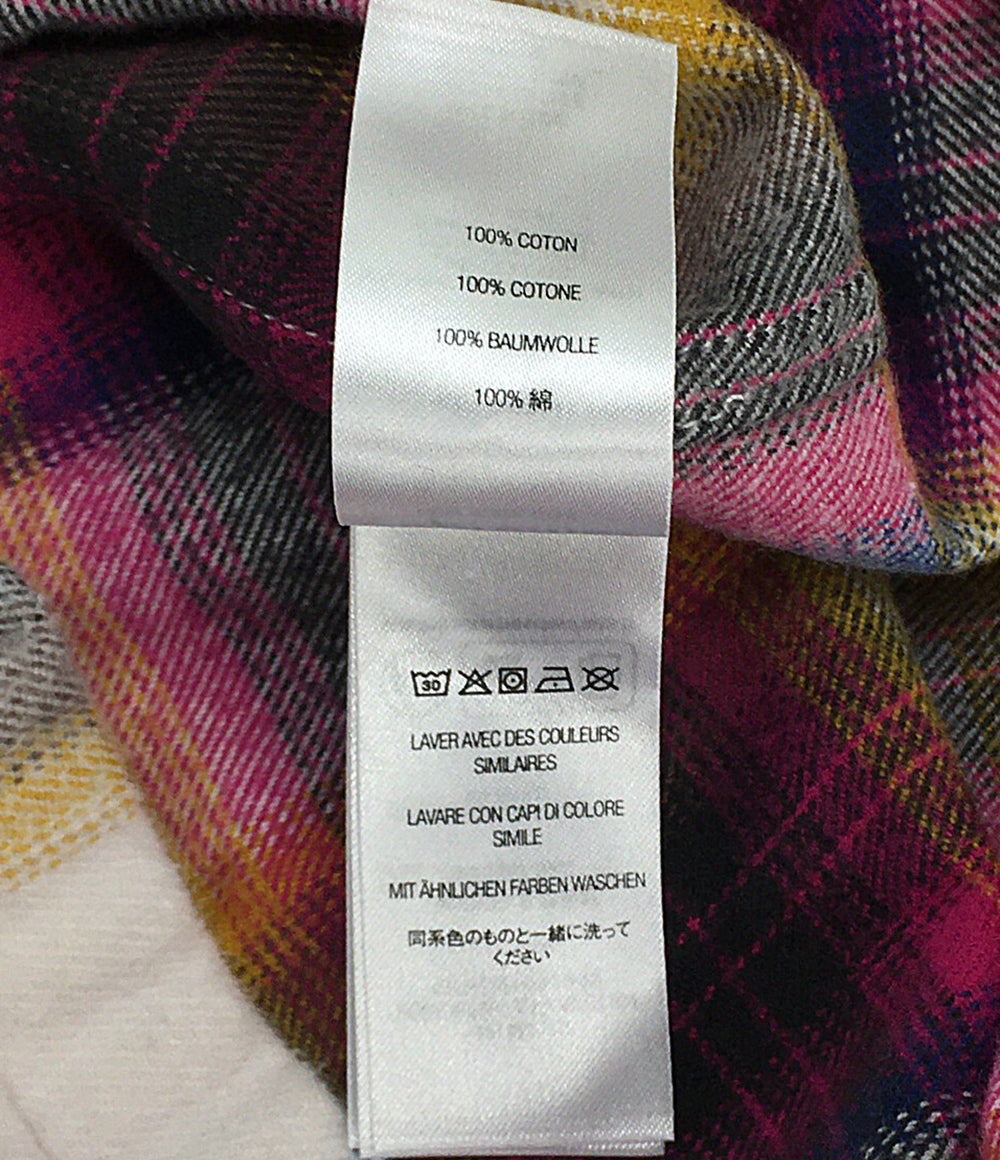 100% COTON
100% COTONE
100% BAUMWOLLE
100% 綿
30
LAVER AVEC DES COULEURS
SIMILAIRES
LAVARE CON CAPI DI COLORE
SIMILE
MIT ÄHNLICHEN FARBEN WASCHEN
同系色のものと一緒に洗って
ください